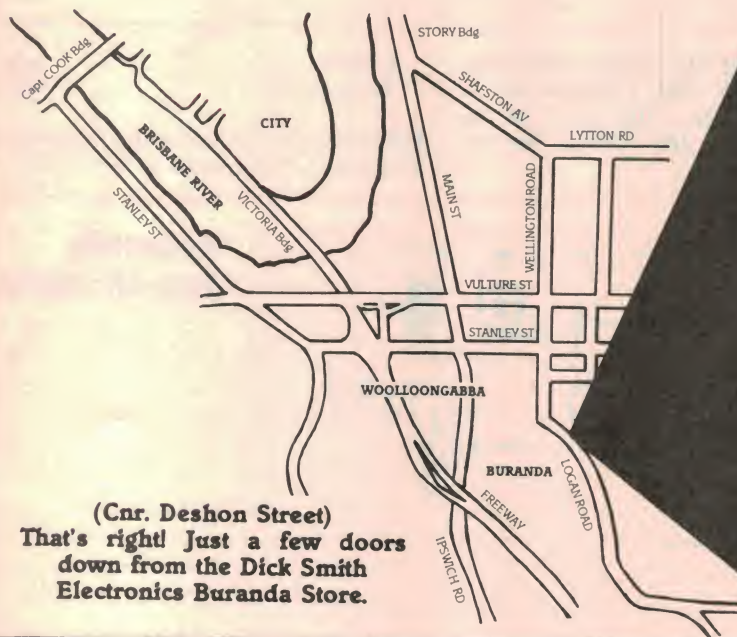 STORY Bdg
Capt COOK Bdg
SHAFSTON AV
CITY
LYTTON RD
BRISBANE RIVER
VICTORIA Bdg
MAIN ST
WELLINGTON ROAD
STANLEY ST
VULTURE ST
STANLEY ST
WOOLLOONGABBA
BURANDA
LOGAN ROAD
FREEWAY
IPSWICH RD
(Cnr. Deshon Street)
That's right! Just a few doors
down from the Dick Smith
Electronics Buranda Store.